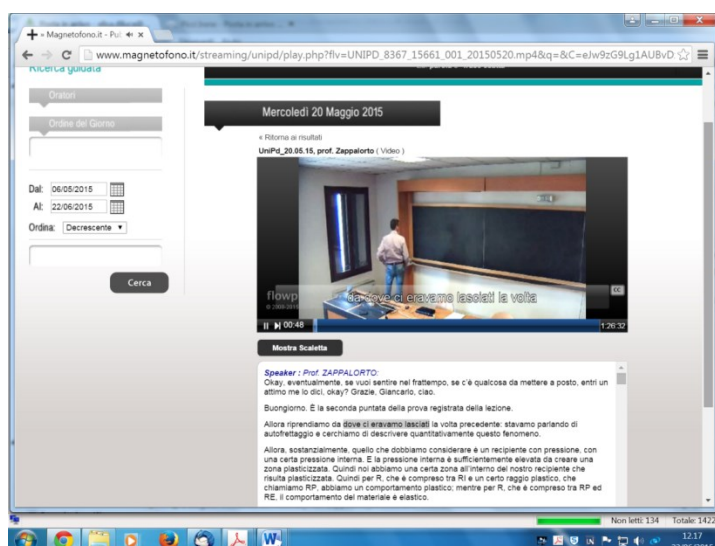 « Magnetofono.it - Pul
www.magnetofono.it/streaming/unipd/play.php?flv=UNIPD_8367_15661_001_20150520.mp4&q=&C=eJw9zG9Lg1AUBvD
Ricerca guidata
Oratori
Ordine del Giorno
Dal: 06/05/2015
Al: 22/06/2015
Ordina: Decrescente
Cerca
Mercoledì 20 Maggio 2015
« Ritorna ai risultati
UniPd_20.05.15, prof. Zappalorto ( Video )
flowp
da dove ci eravamo lasciati la volta
cc
00:48
1:26:32
Mostra Scaletta
Speaker : Prof. ZAPPALORTO:
Okay, eventualmente, se vuoi sentire nel frattempo, se c'è qualcosa da mettere a posto, entri un
attimo me lo dici, okay? Grazie, Giancarlo, ciao.
Buongiorno. È la seconda puntata della prova registrata della lezione.
Allora riprendiamo da dove ci eravamo lasciati la volta precedente: stavamo parlando di
autofrettaggio e cerchiamo di descrivere quantitativamente questo fenomeno.
Allora, sostanzialmente, quello che dobbiamo considerare è un recipiente con pressione, con
una certa pressione interna. E la pressione interna è sufficientemente elevata da creare una
zona plasticizzata. Quindi noi abbiamo una certa zona all'interno del nostro recipiente che
risulta plasticizzata. Quindi per R, che è compreso tra RI e un certo raggio plastico, che
chiamiamo RP, abbiamo un comportamento plastico; mentre per R, che è compreso tra RP ed
RE, il comportamento del materiale è elastico.
Non letti: 134 Totale: 1422
12.17